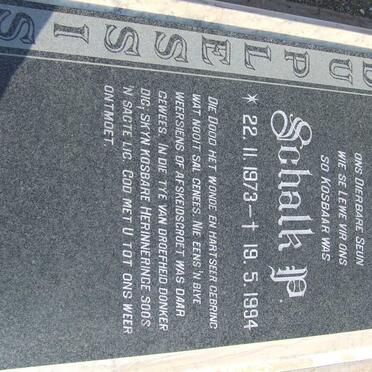 DU PLESSIS
ONS DIERBARE SEUN
WIE SE LEWE VIR ONS
SO KOSBAAR WAS
Schalk P.
* 22.11.1973 – † 19.5.1994
DIE DOOD HET WONDE EN HARTSEER GEBRING
WAT NOOIT SAL GENEES. NIE EENS 'N BLYE
WEERSIENS OF AFSKEIDSGROET WAS DAAR
GEWEES. IN DIE TYE VAN DROEFHEID DONKER
DIG; SKYN KOSBARE HERINNERINGE SOOS
'N SAGTE LIG. GOD MET U TOT ONS WEER
ONTMOET.